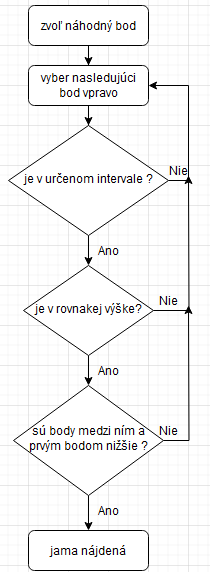 zvoľ náhodný bod
vyber nasledujúci
bod vpravo
je v určenom intervale ?
Nie
Ano
je v rovnakej výške?
Nie
Ano
sú body medzi ním a
prvým bodom nižšie ?
Nie
Ano
jama nájdená